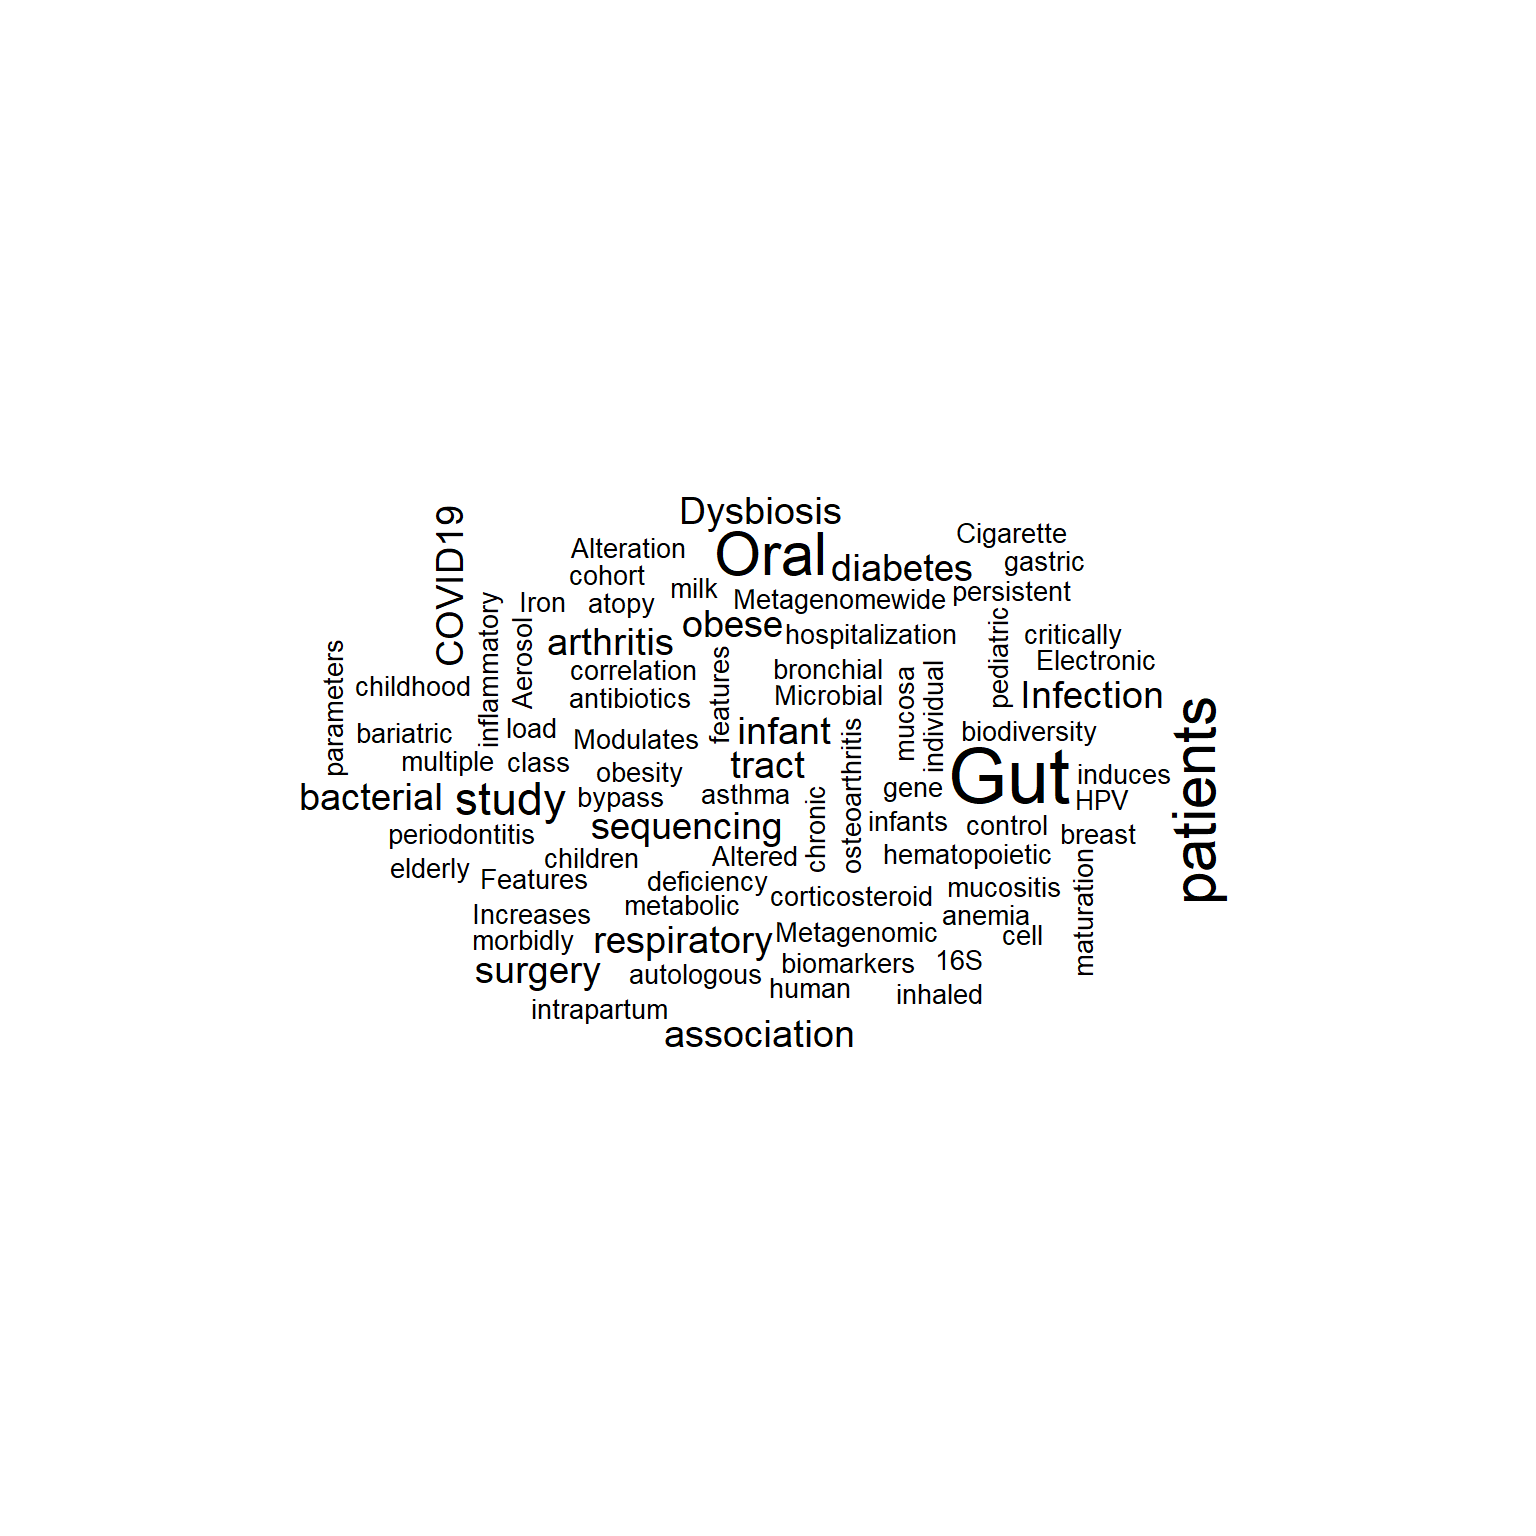 Dysbiosis
COVID19
Cigarette
Oral
Alteration
gastric
diabetes
cohort
milk
persistent
Metagenomewide
Iron
atopy
inflammatory
Aerosol
obese
hospitalization
pediatric
critically
arthritis
parameters
Electronic
correlation
features
bronchial
mucosa
individual
childhood
antibiotics
Microbial
Infection
patients
bariatric
load
Modulates
infant
osteoarthritis
biodiversity
multiple
class
obesity
tract
Gut
induces
bacterial
study
bypass
asthma
chronic
gene
HPV
periodontitis
sequencing
infants
control
breast
elderly
children
Altered
hematopoietic
Features
deficiency
corticosteroid
mucositis
maturation
Increases
metabolic
anemia
morbidly
respiratory
Metagenomic
cell
surgery
autologous
biomarkers
16S
human
inhaled
intrapartum
association